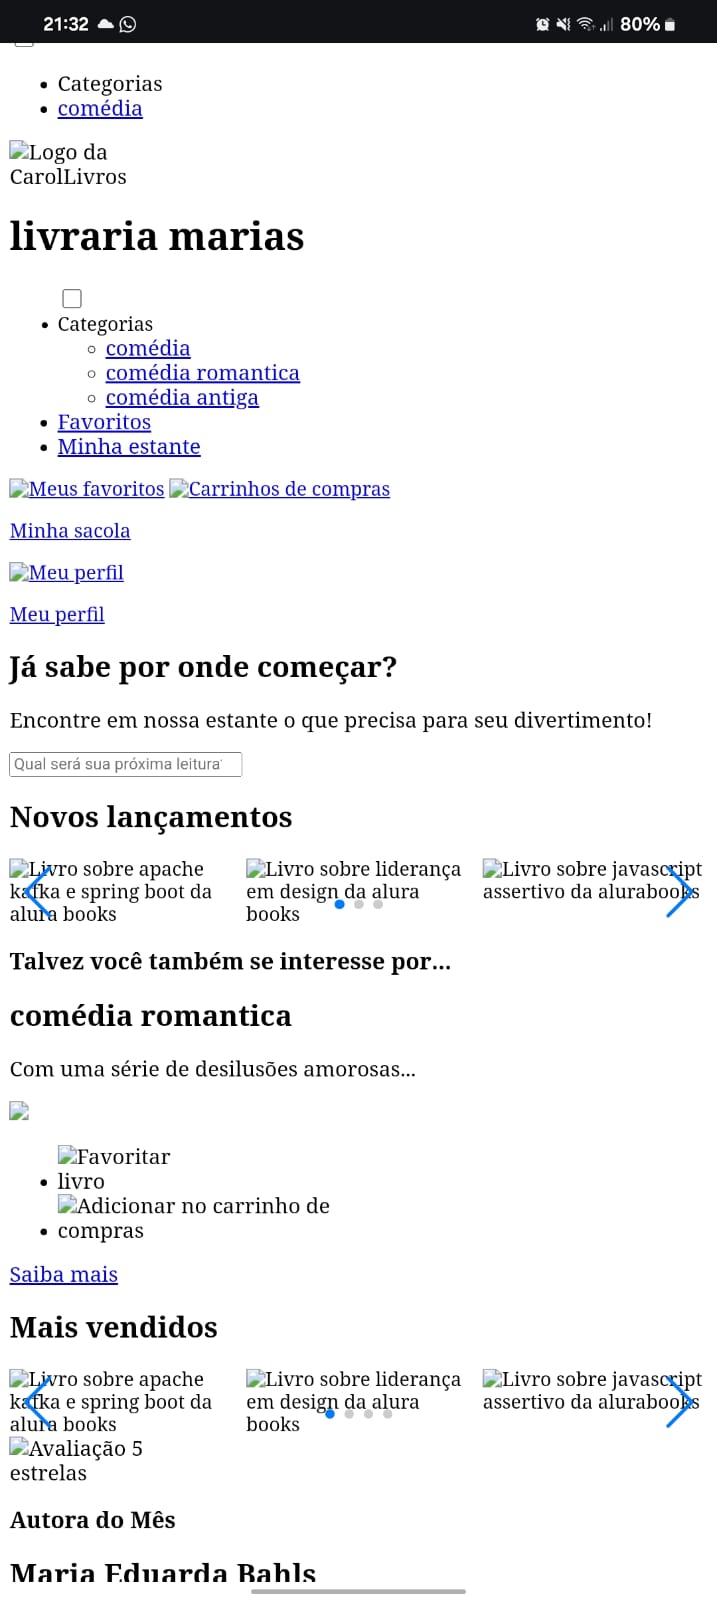 21:32
80%
Categorias
comédia
Logo da
CarolLivros
livraria marias
Categorias
comédia
comédia romantica
comédia antiga
Favoritos
Minha estante
Meus favoritos Carrinhos de compras
Minha sacola
Meu perfil
Meu perfil
Já sabe por onde começar?
Encontre em nossa estante o que precisa para seu divertimento!
Qual será sua próxima leitura?
Novos lançamentos
Livro sobre apache
kafka e spring boot da
alura books
Livro sobre liderança
em design da alura
books
Livro sobre javascript
assertivo da alurabooks
Talvez você também se interesse por...
comédia romantica
Com uma série de desilusões amorosas...
Favoritar
livro
Adicionar no carrinho de
compras
Saiba mais
Mais vendidos
Livro sobre apache
kafka e spring boot da
alura books
Livro sobre liderança
em design da alura
books
Livro sobre javascript
assertivo da alurabooks
Avaliação 5
estrelas
Autora do Mês
Maria Eduarda Bahls